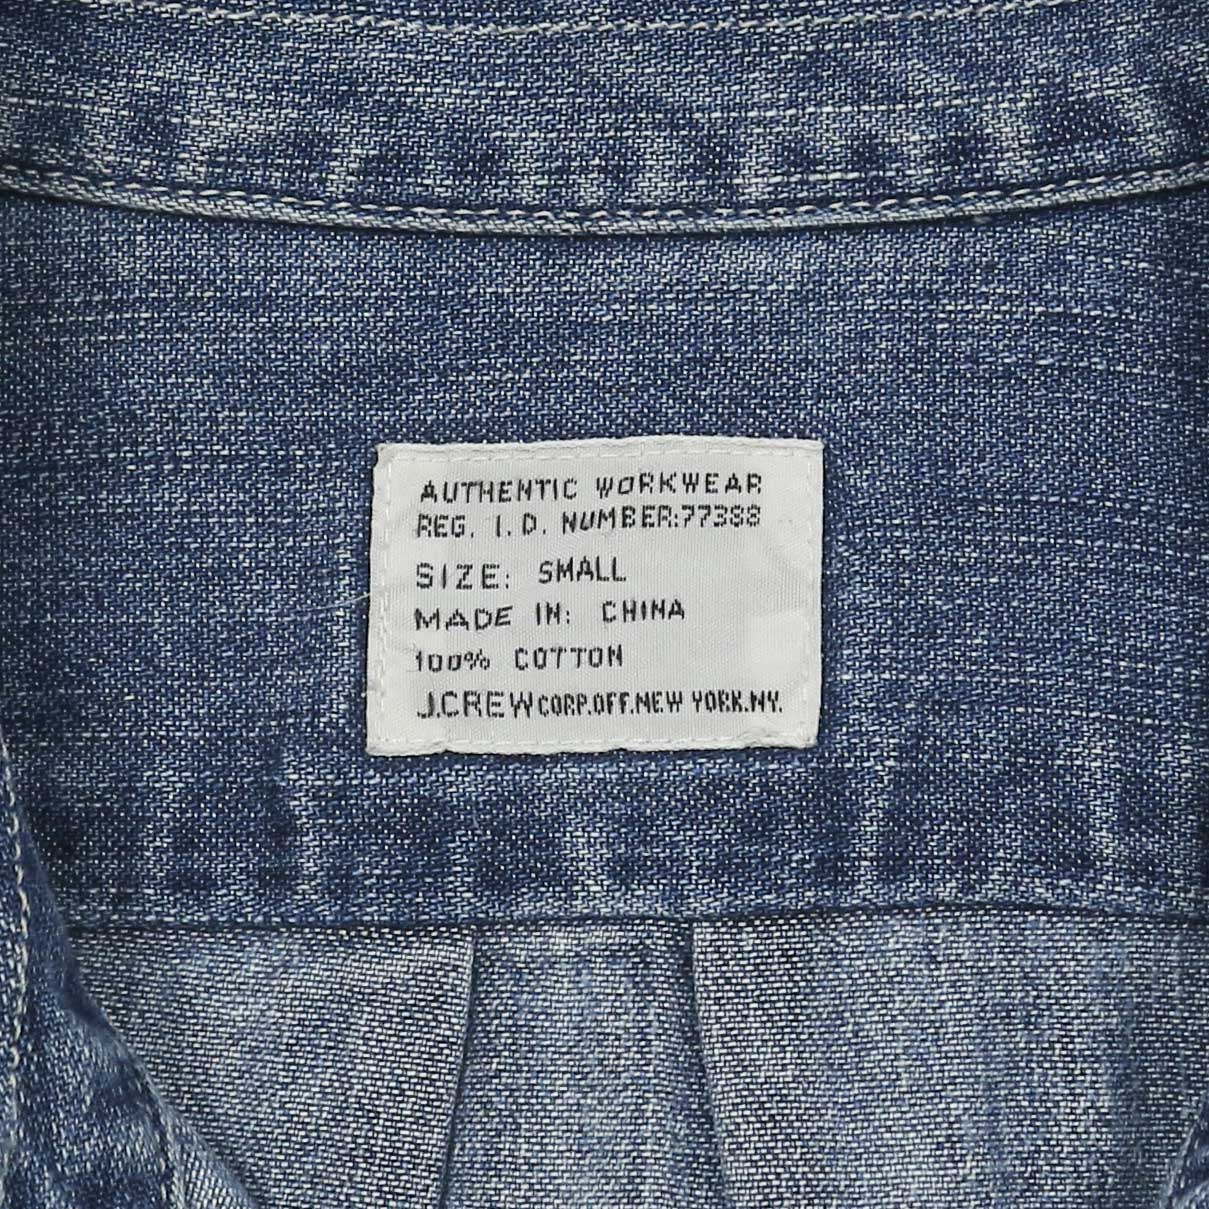 AUTHENTIC WORKWEAR
REG. I.D. NUMBER:77388
SIZE: SMALL
MADE IN: CHINA
100% COTTON
J.CREW CORP.OFF.NEW YORK.NY.